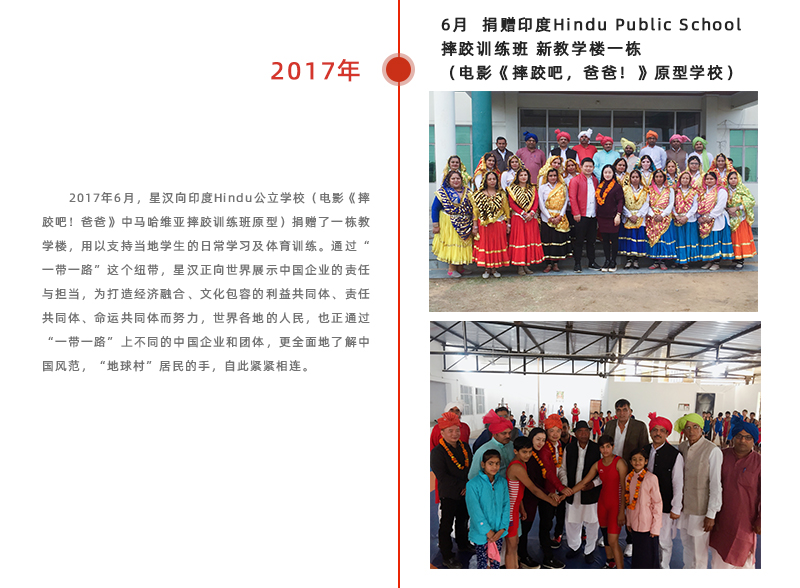 2017年
6月 捐赠印度Hindu Public School
摔跤训练班 新教学楼一栋
（电影《摔跤吧，爸爸！》原型学校）
2017年6月，星汉向印度Hindu公立学校（电影《摔
跤吧！爸爸》中马哈维亚摔跤训练班原型）捐赠了一栋教
学楼，用以支持当地学生的日常学习及体育训练。通过“
一带一路”这个纽带，星汉正向世界展示中国企业的责任
与担当，为打造经济融合、文化包容的利益共同体、责任
共同体、命运共同体而努力，世界各地的人民，也正通过
“一带一路”上不同的中国企业和团体，更全面地了解中
国风范，“地球村”居民的手，自此紧紧相连。